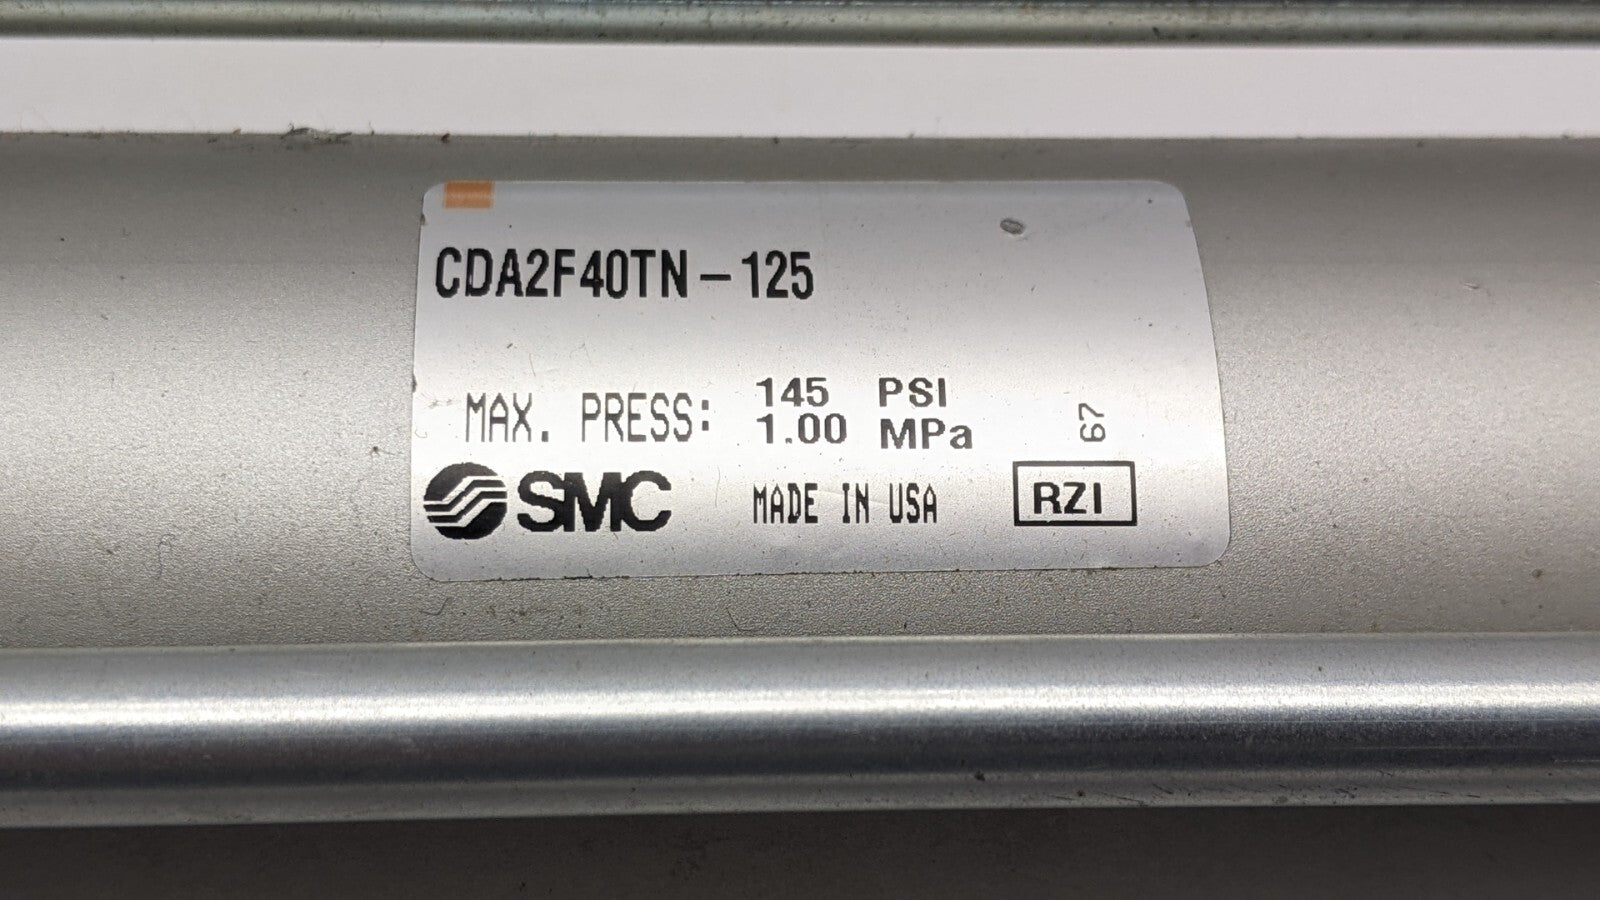 CDA2F40TN-125
MAX. PRESS: 145 PSI
1.00 MPa
67
SMC MADE IN USA RZI